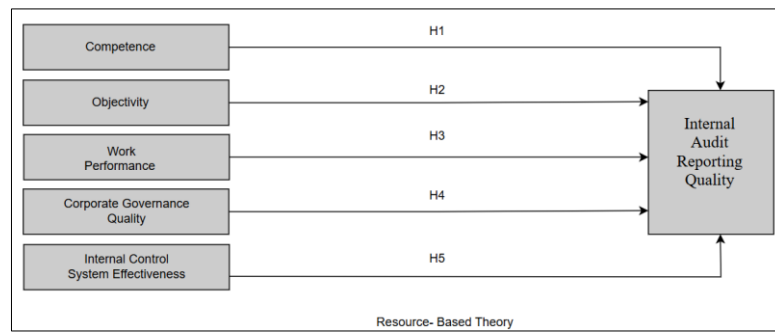 Competence
H1
Objectivity
H2
Work
Performance
H3
Corporate Governance
Quality
H4
Internal Control
System Effectiveness
H5
Internal
Audit
Reporting
Quality
Resource- Based Theory